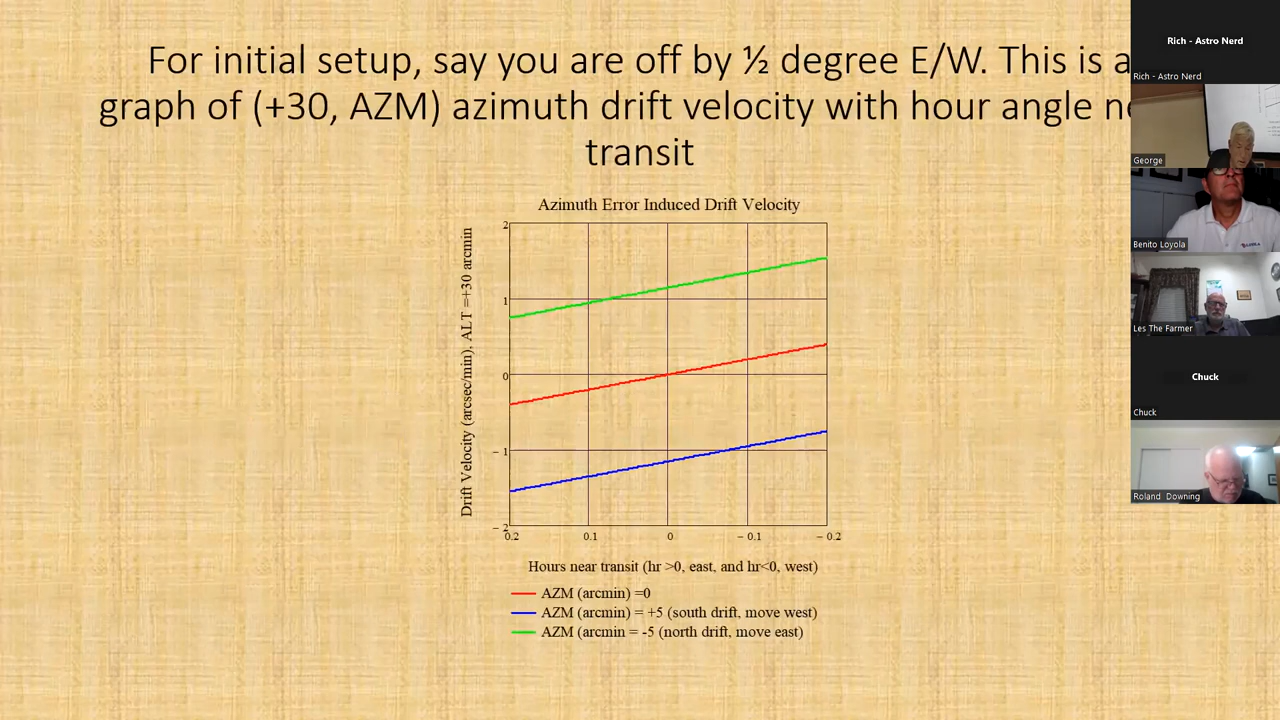 For initial setup, say you are off by ½ degree E/W. This is a
graph of (+30, AZM) azimuth drift velocity with hour angle
transit
Azimuth Error Induced Drift Velocity
Drift Velocity (arcsec/min), ALT =+30 arcmin
2
1
0
− 1
− 2
0.2
0.1
0
− 0.1
− 0.2
Hours near transit (hr >0, east, and hr<0, west)
AZM (arcmin) =0
AZM (arcmin) = +5 (south drift, move west)
AZM (arcmin = -5 (north drift, move east)
Rich - Astro Nerd
Rich - Astro Nerd
George
Benito Loyola
Les The Farmer
Chuck
Chuck
Roland Downing